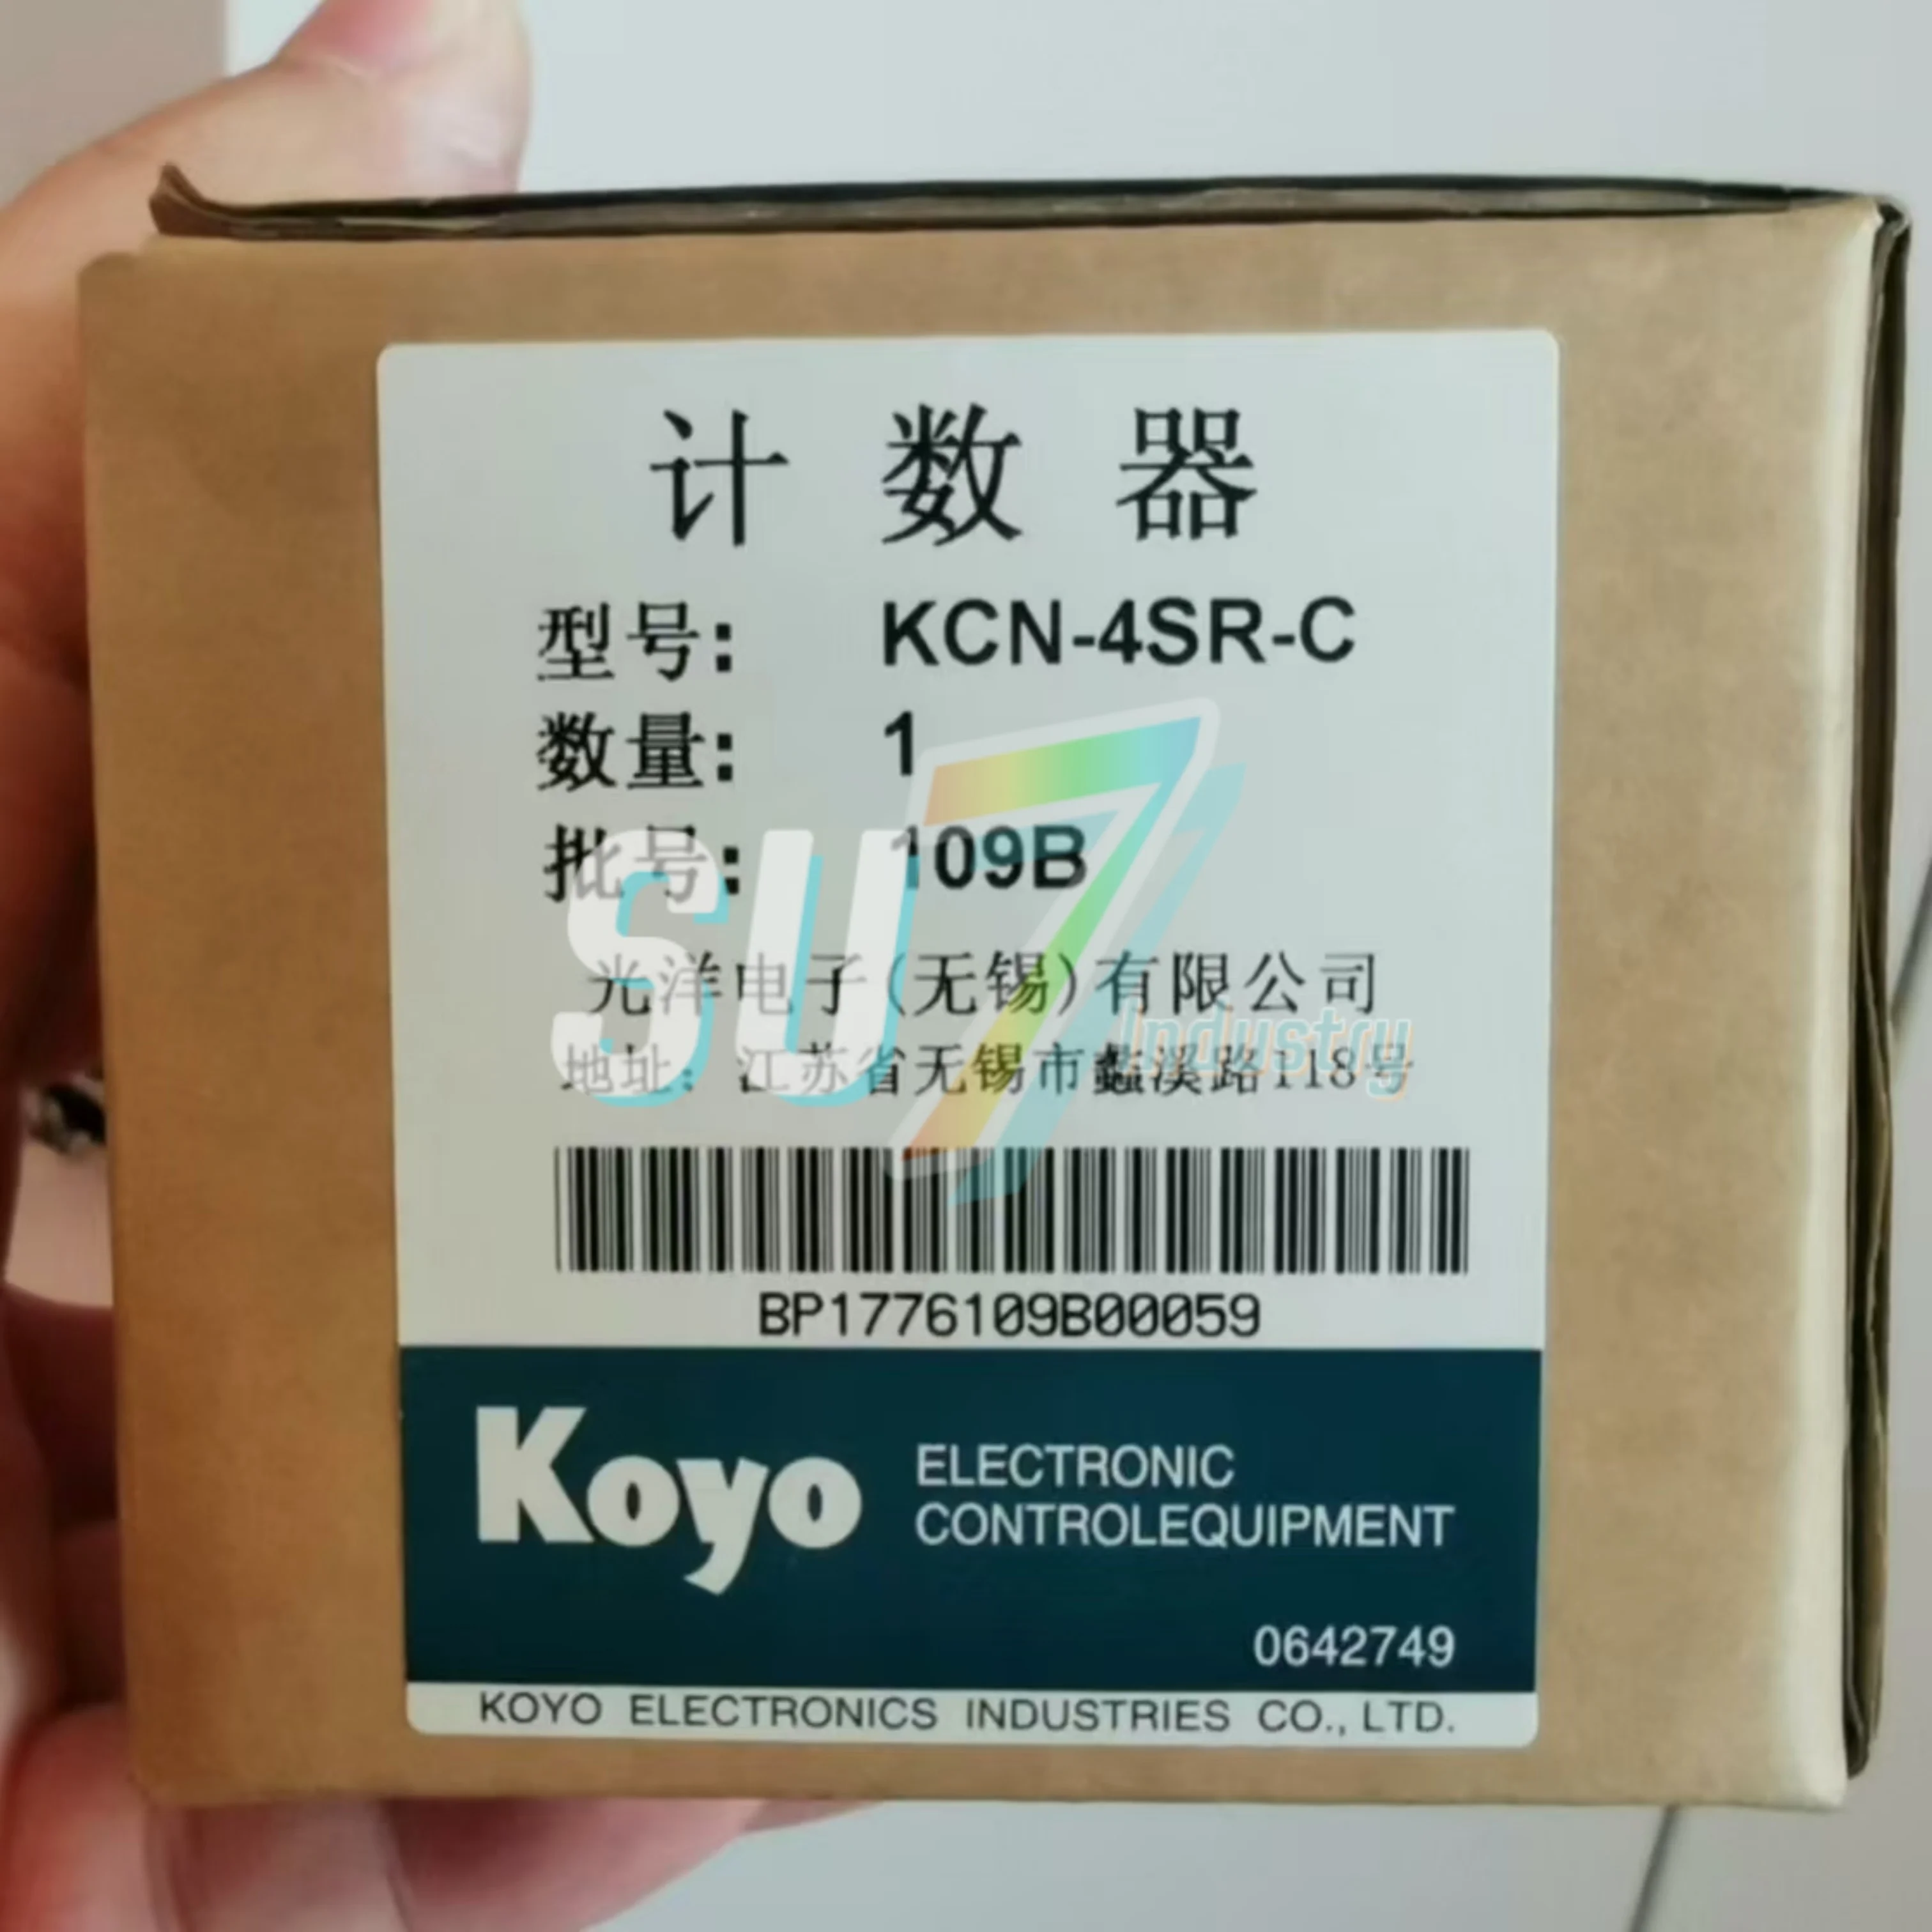 计数器
型号: KCN-4SR-C
数量: 1
批号: 109B
光洋电子(无锡)有限公司
地址: 江苏省无锡市蠡溪路118号
SU7
Industry
BP1776109B00059
Koyo
ELECTRONIC
CONTROLEQUIPMENT
0642749
KOYO ELECTRONICS INDUSTRIES CO., LTD.